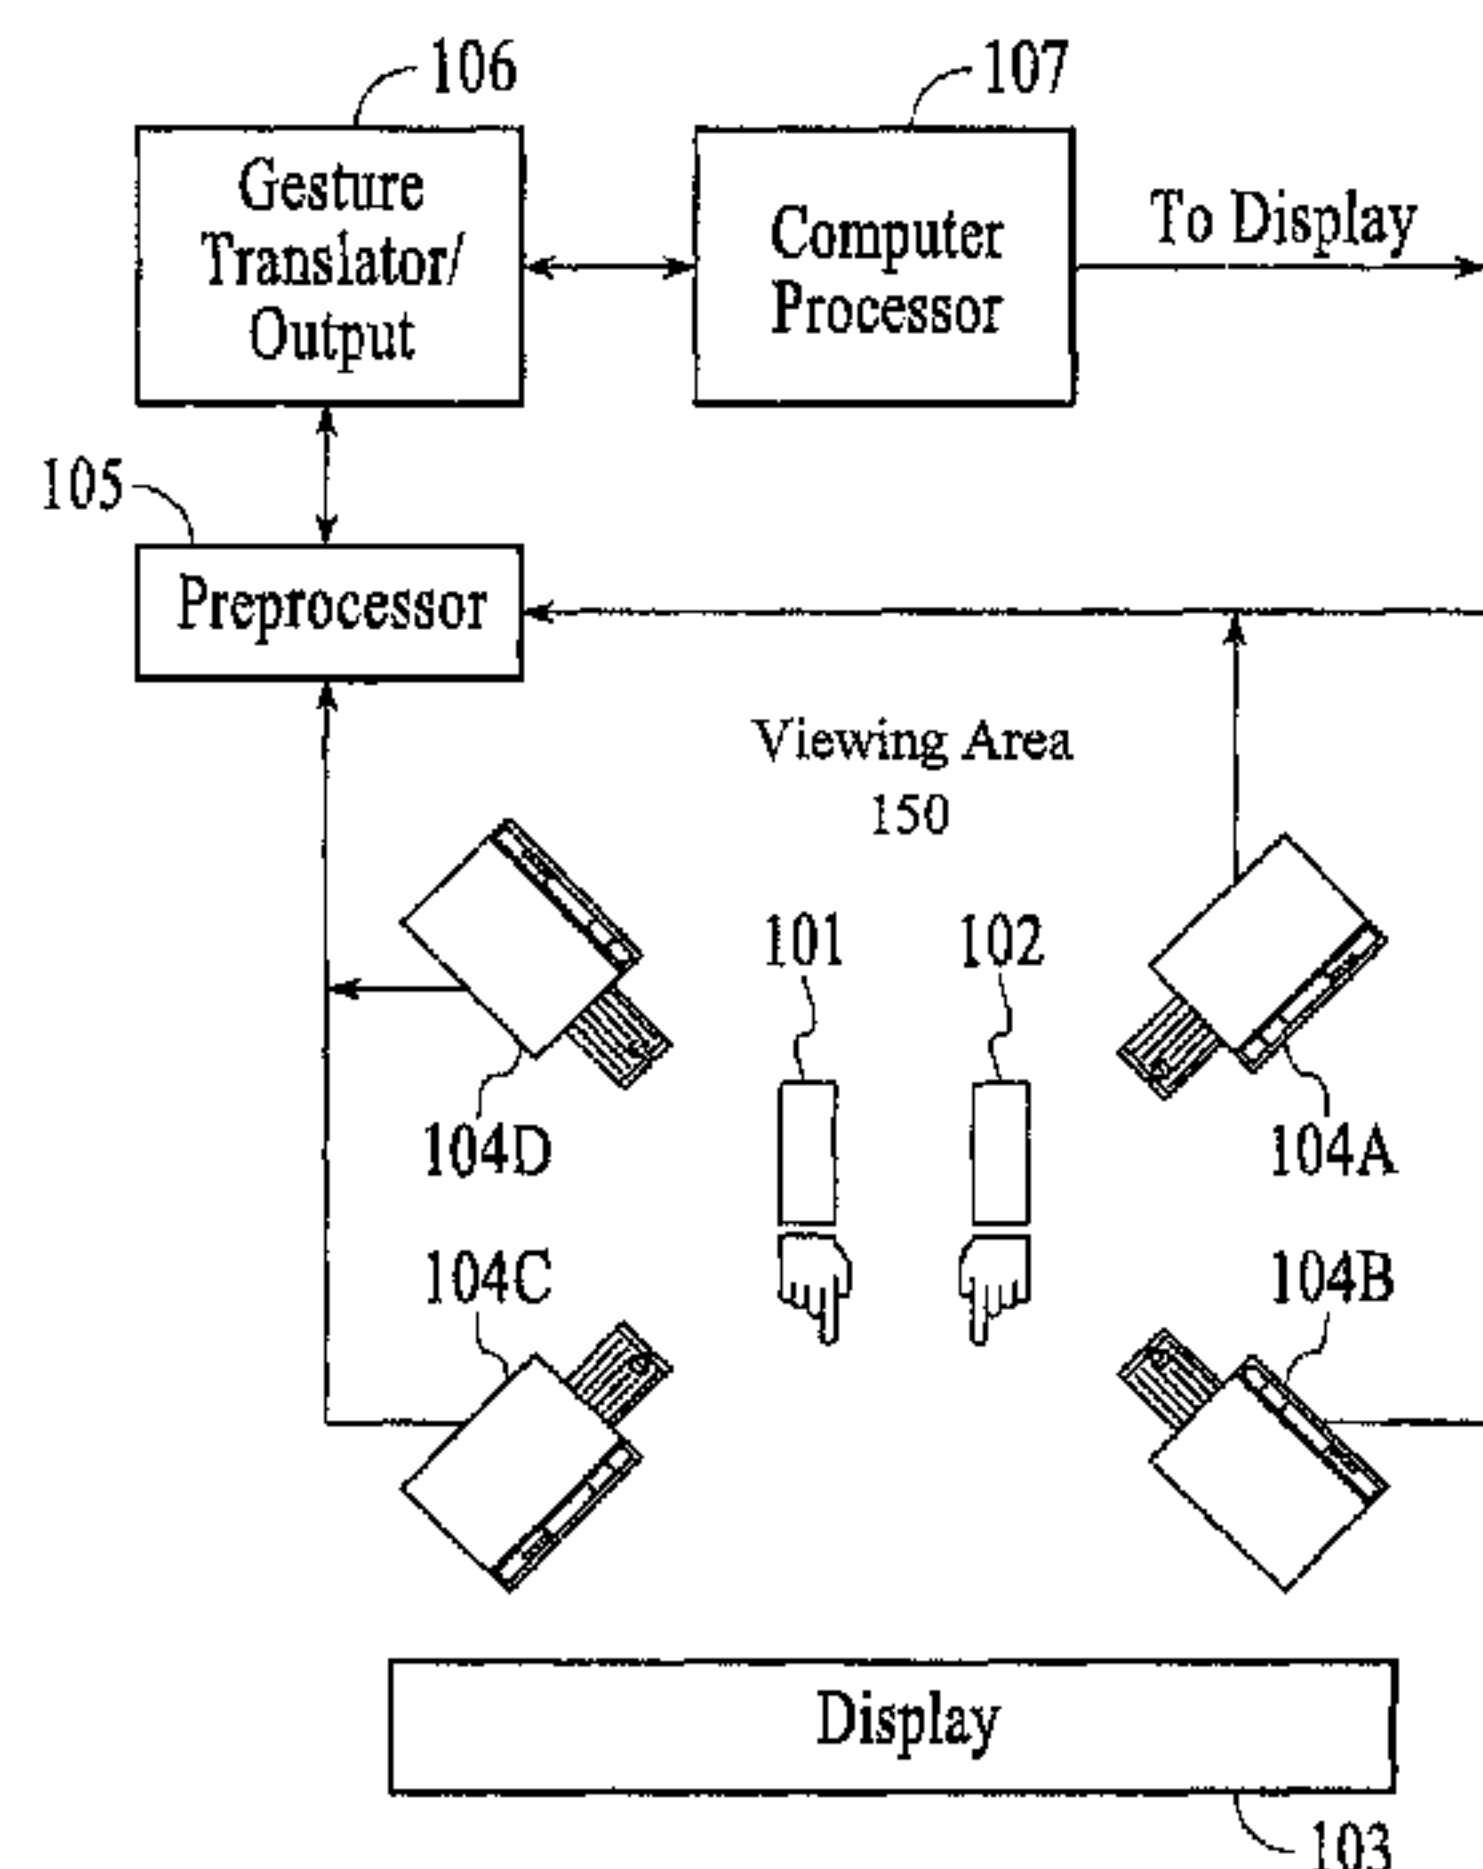 106
107
Gesture
Translator/
Output
Computer
Processor
To Display
105
Preprocessor
Viewing Area
150
101
102
104D
104A
104C
104B
Display
103